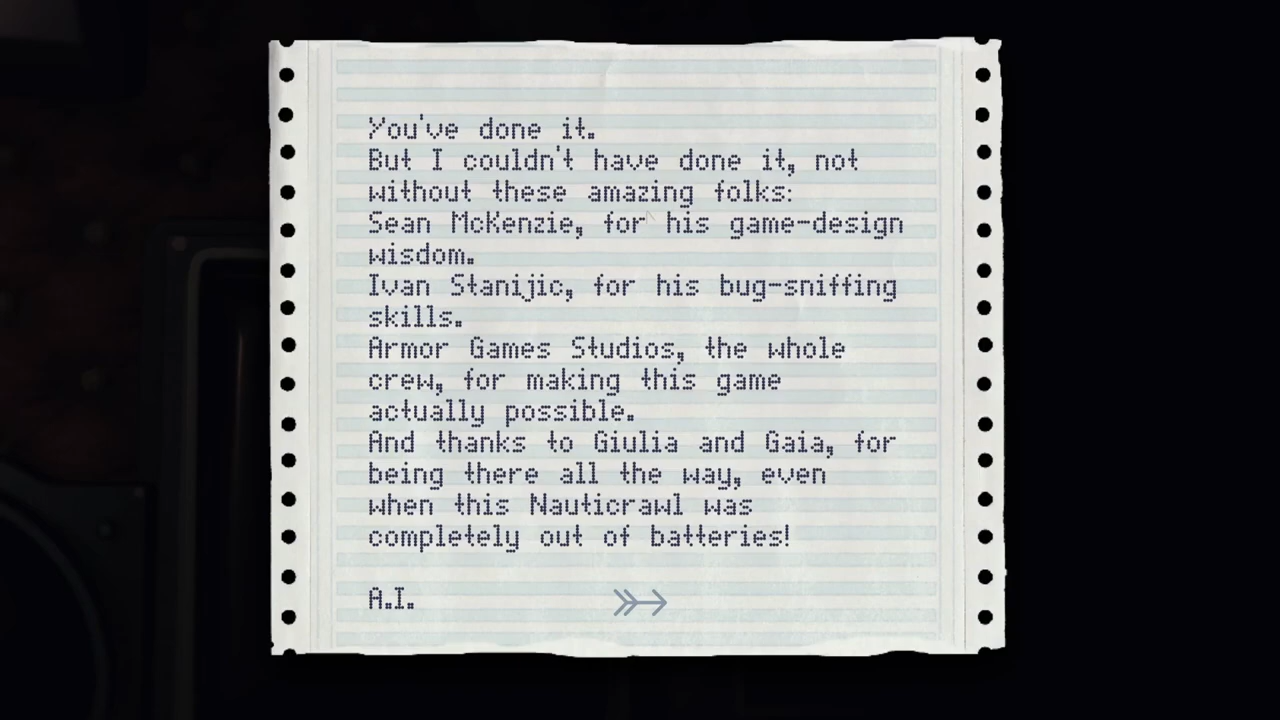 You've done it.
But I couldn't have done it, not
without these amazing folks:
Sean McKenzie, for his game-design
wisdom.
Ivan Stanijic, for his bug-sniffing
skills.
Armor Games Studios, the whole
crew, for making this game
actually possible.
And thanks to Giulia and Gaia, for
being there all the way, even
when this Nauticrawl was
completely out of batteries!
A.I.